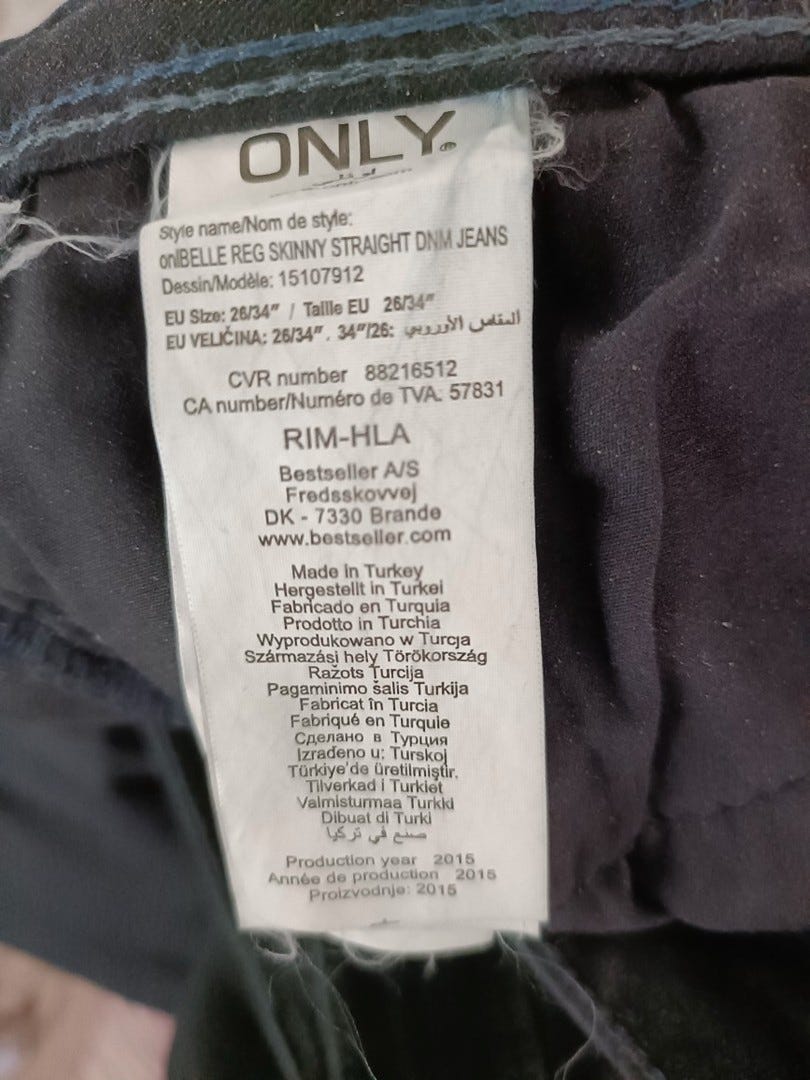 ONLY®
Style name/Nom de style:
onlBELLE REG SKINNY STRAIGHT DNM JEANS
Dessin/Modèle: 15107912
EU Size: 26/34" / Taille EU 26/34"
EU VELIČINA: 26/34". 34"/26: المقاس الأوروبي
CVR number 88216512
CA number/Numéro de TVA: 57831
RIM-HLA
Bestseller A/S
Fredsskovvej
DK - 7330 Brande
www.bestseller.com
Made in Turkey
Hergestellt in Turkei
Fabricado en Turquia
Prodotto in Turchia
Wyprodukowano w Turcja
Származási hely Törökország
Ražots Turcija
Pagaminimo šalis Turkija
Fabricat în Turcia
Fabriqué en Turquie
Сделано в Турция
Izrađeno u: Turskoj
Türkiye'de üretilmiştir.
Tilverkad i Turkiet
Valmisturmaa Turkki
Dibuat di Turki
صنع في تركيا
Production year 2015
Année de production 2015
Proizvodnje: 2015